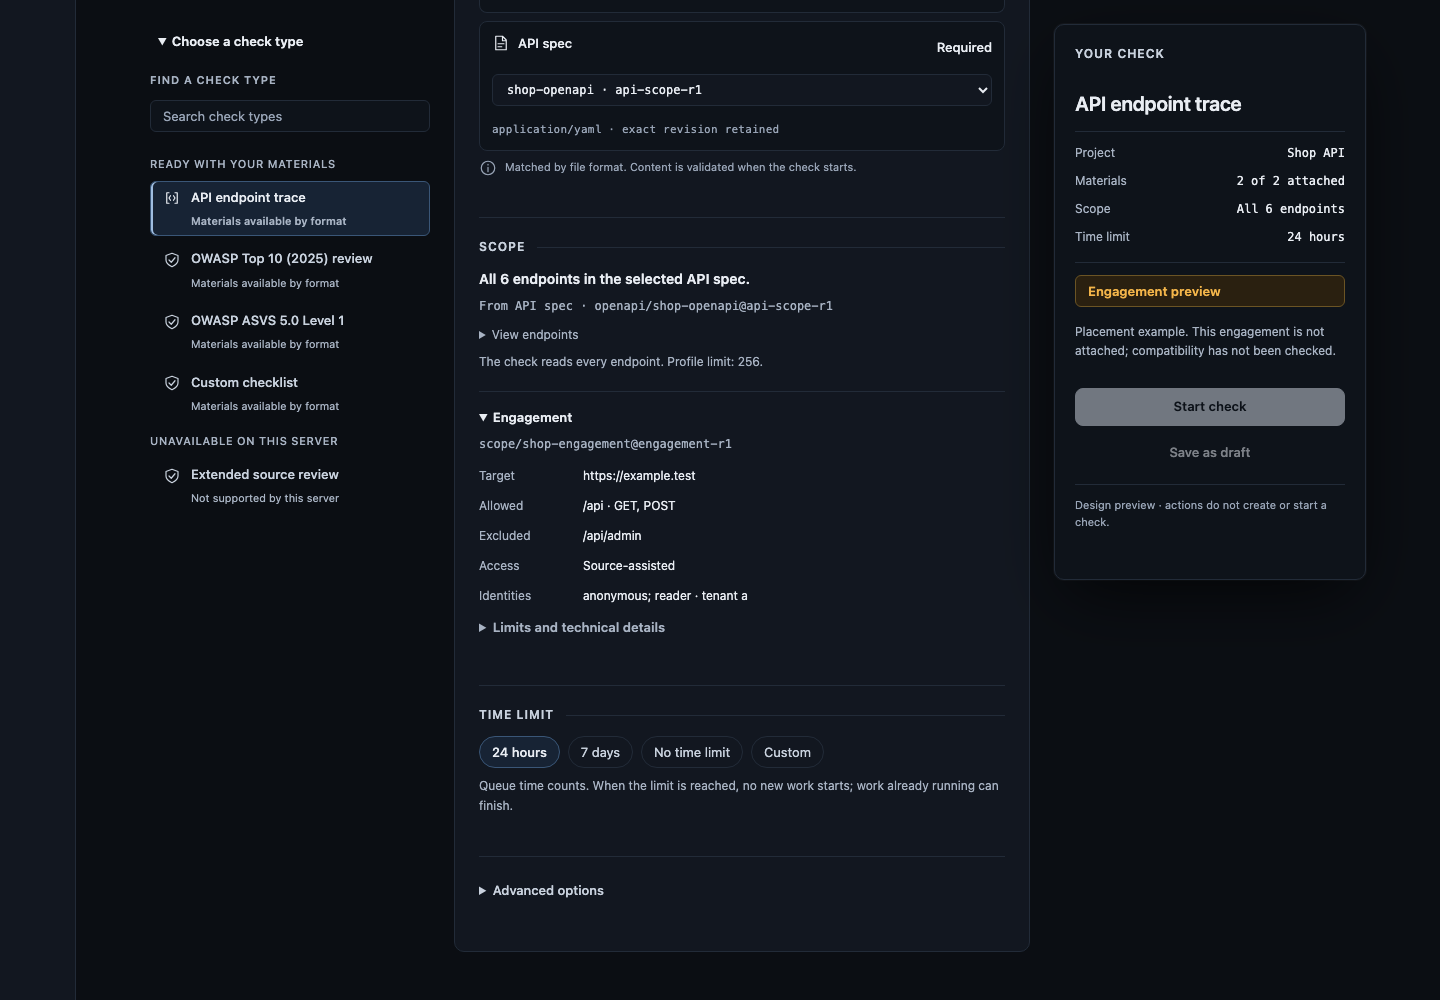 Choose a check type
FIND A CHECK TYPE
Search check types
READY WITH YOUR MATERIALS
API endpoint trace
Materials available by format
OWASP Top 10 (2025) review
Materials available by format
OWASP ASVS 5.0 Level 1
Materials available by format
Custom checklist
Materials available by format
UNAVAILABLE ON THIS SERVER
Extended source review
Not supported by this server
API spec
Required
shop-openapi · api-scope-r1
application/yaml · exact revision retained
Matched by file format. Content is validated when the check starts.
SCOPE
All 6 endpoints in the selected API spec.
From API spec · openapi/shop-openapi@api-scope-r1
View endpoints
The check reads every endpoint. Profile limit: 256.
Engagement
scope/shop-engagement@engagement-r1
Target https://example.test
Allowed /api · GET, POST
Excluded /api/admin
Access Source-assisted
Identities anonymous; reader · tenant a
Limits and technical details
TIME LIMIT
24 hours 7 days No time limit Custom
Queue time counts. When the limit is reached, no new work starts; work already running can
finish.
Advanced options
YOUR CHECK
API endpoint trace
Project Shop API
Materials 2 of 2 attached
Scope All 6 endpoints
Time limit 24 hours
Engagement preview
Placement example. This engagement is not
attached; compatibility has not been checked.
Start check
Save as draft
Design preview · actions do not create or start a
check.